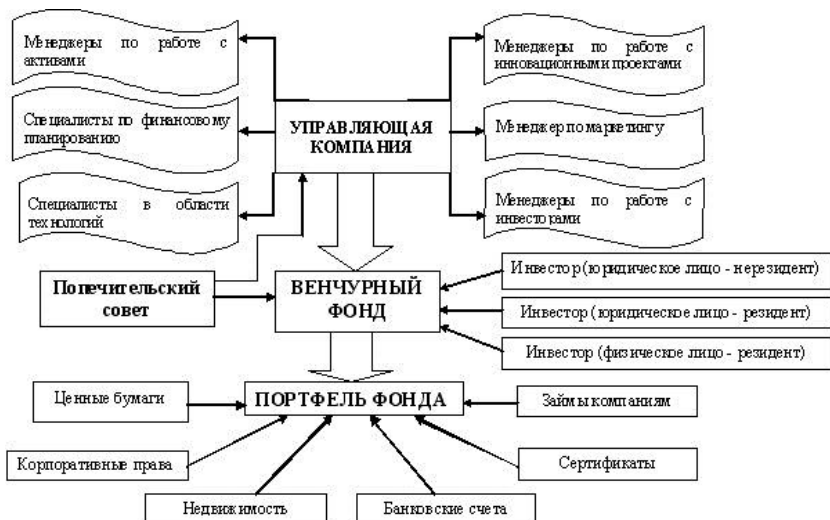 Менеджеры по работе с
активами
Менеджеры по работе с
инновационными проектами
Специалисты по финансовому
планированию
УПРАВЛЯЮЩАЯ
КОМПАНИЯ
Менеджер по маркетингу
Специалисты в области
технологий
Менеджеры по работе с
инвесторами
Попечительский
совет
ВЕНЧУРНЫЙ
ФОНД
Инвестор (юридическое лицо - нерезидент)
Инвестор (юридическое лицо - резидент)
Инвестор (физическое лицо - резидент)
Ценные бумаги
ПОРТФЕЛЬ ФОНДА
Займы компаниям
Корпоративные права
Сертификаты
Недвижимость
Банковские счета